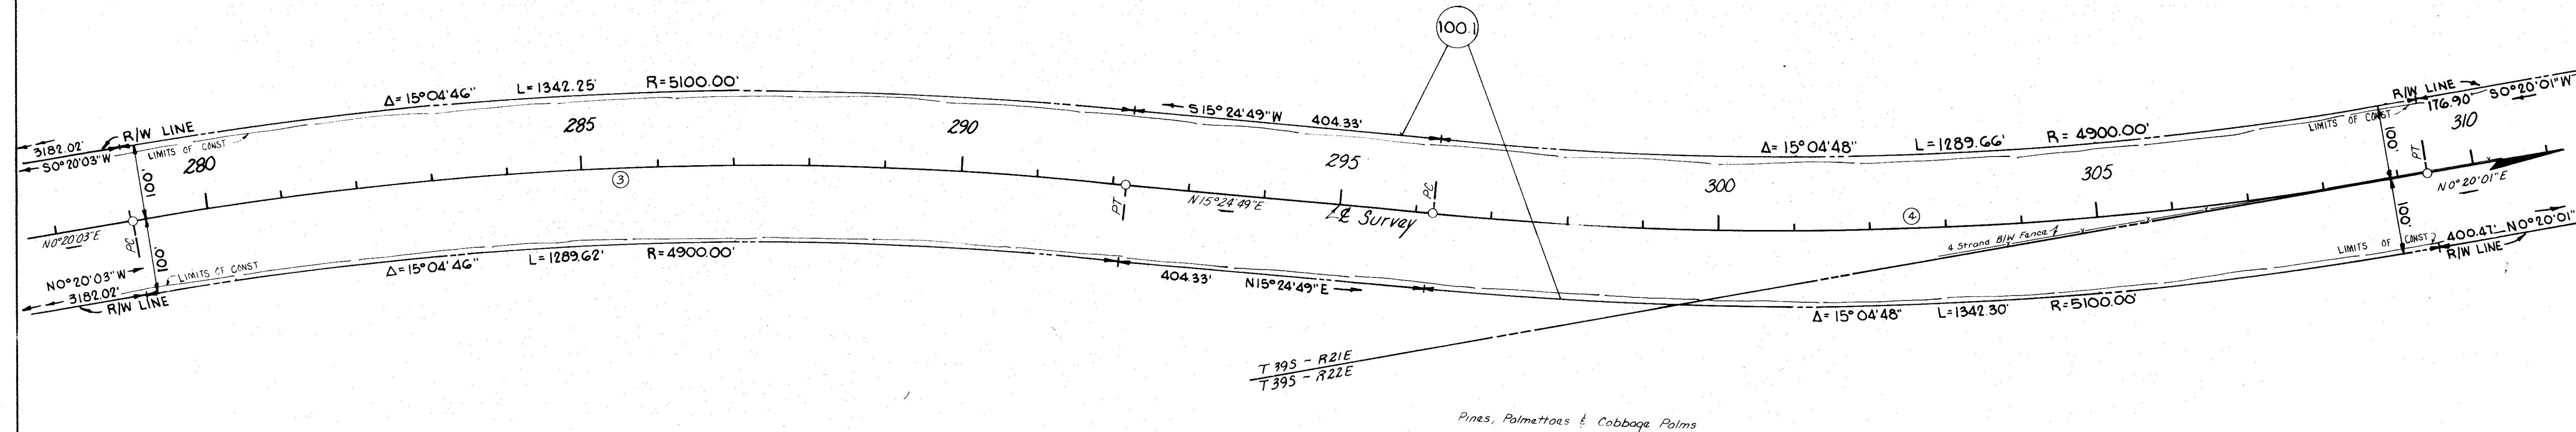 100.1
Δ= 15°04'46" L=1342.25' R=5100.00'
S15°24'49"W 404.33'
Δ= 15°04'48" L=1289.66' R= 4900.00'
R/W LINE
176.90' S0°20'01"W
LIMITS OF CONST
310
3182.02'
S0°20'03"W
R/W LINE
LIMITS OF CONST
280
285
290
295
300
305
100'
100'
3
4
PT
N0°20'01"E
N0°20'03"E
PC
PT
N15°24'49"E
PC
℄ Survey
4 Strand B/W Fence
100'
100'
N0°20'03"W
3182.02'
R/W LINE
LIMITS OF CONST
Δ=15°04'46" L=1289.62' R=4900.00'
404.33' N15°24'49"E
Δ= 15°04'48" L=1342.30' R=5100.00'
LIMITS OF CONST
400.47' N0°20'01"
R/W LINE
T 39S - R21E
T 39S - R22E
Pines, Palmettoes & Cabbage Palms